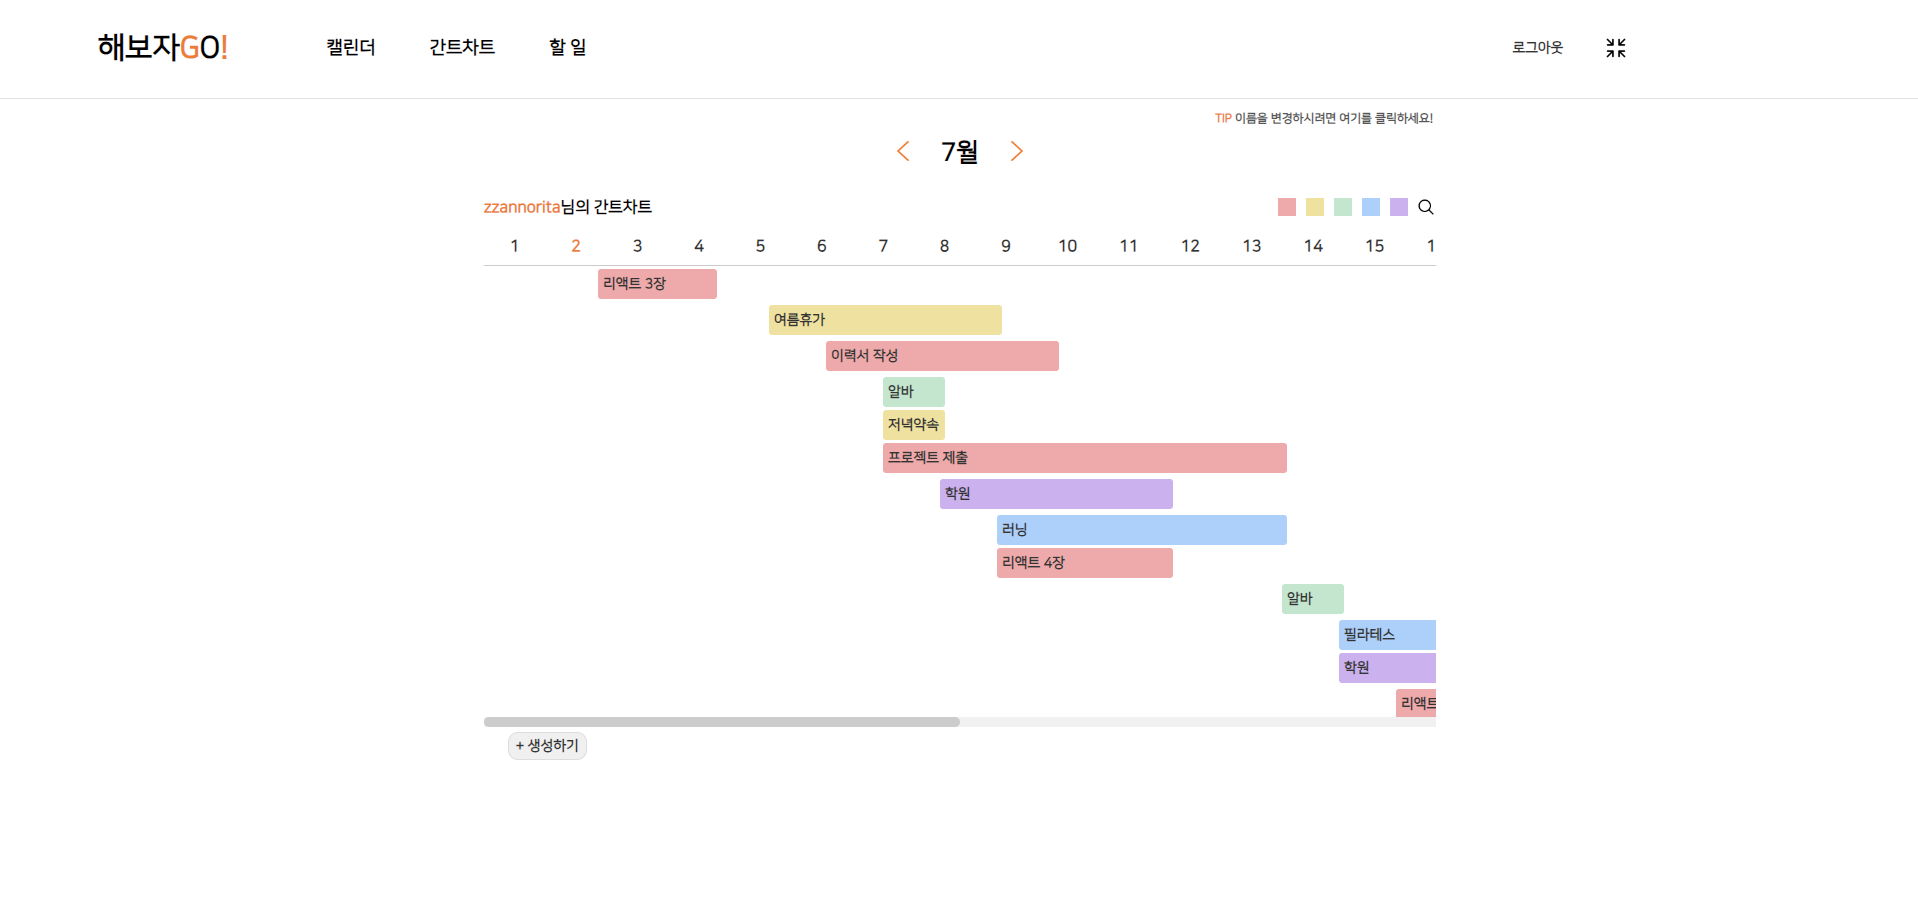 해보자GO! 캘린더 간트차트 할 일 로그아웃
TIP 이름을 변경하시려면 여기를 클릭하세요!
7월
zzannorita님의 간트차트
1 2 3 4 5 6 7 8 9 10 11 12 13 14 15 1
리액트 3장
여름휴가
이력서 작성
알바
저녁약속
프로젝트 제출
학원
러닝
리액트 4장
알바
필라테스
학원
리액트
+ 생성하기